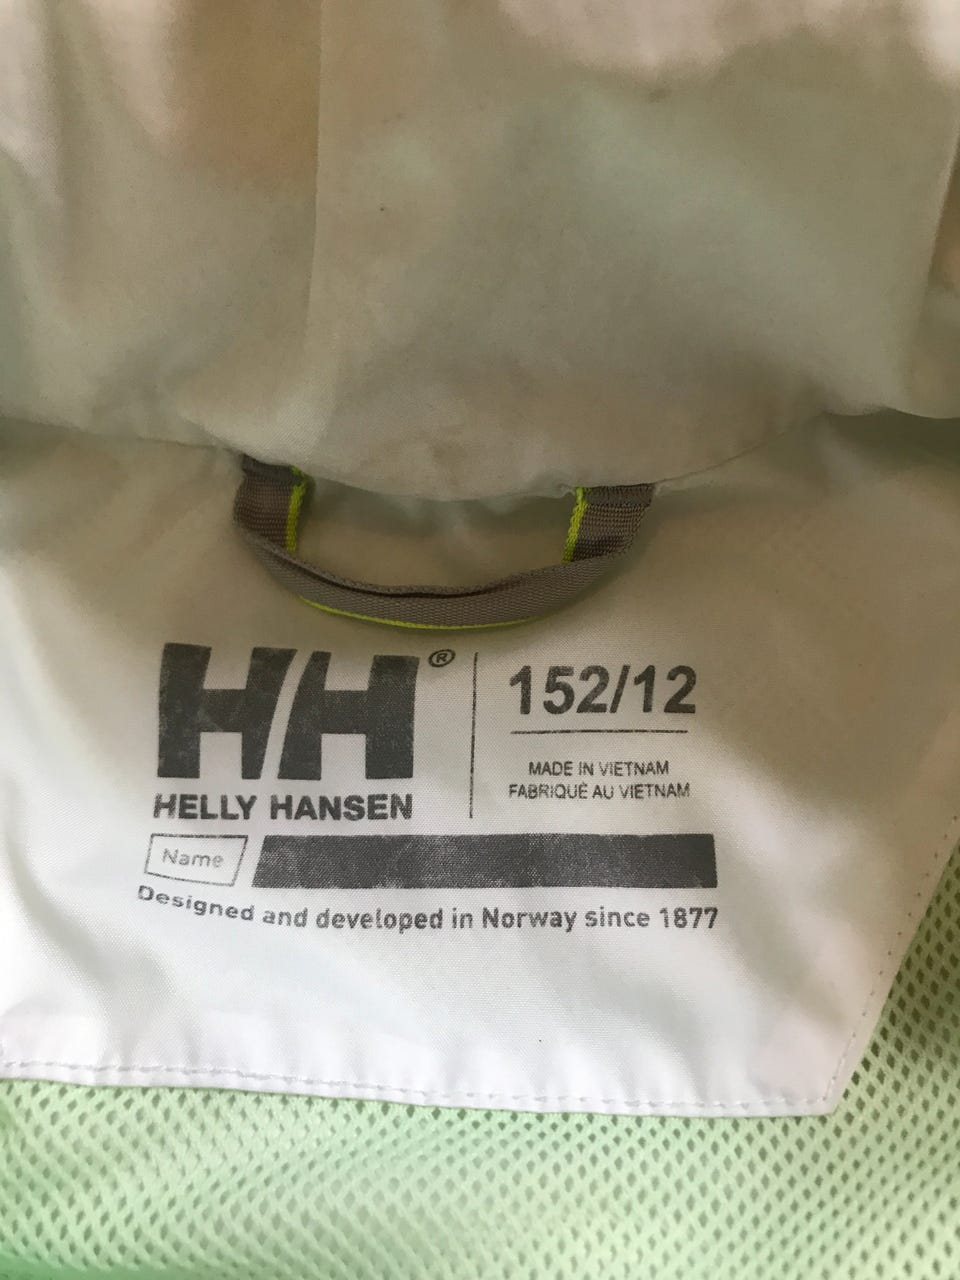 HH®
HELLY HANSEN
152/12
MADE IN VIETNAM
FABRIQUÉ AU VIETNAM
Name
Designed and developed in Norway since 1877